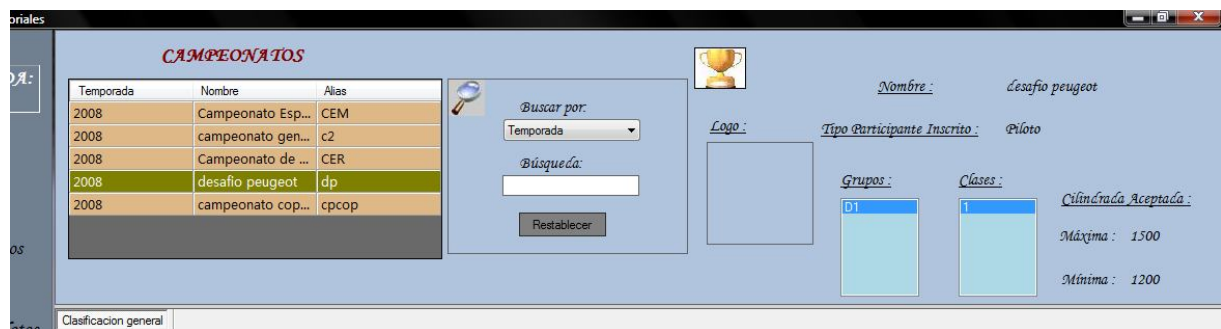 oriales
DA:
CAMPEONATOS
Temporada Nombre Alias
2008 Campeonato Esp... CEM
2008 campeonato gen... c2
2008 Campeonato de ... CER
2008 desafio peugeot dp
2008 campeonato cop... cpcop
Buscar por:
Temporada
Búsqueda:
Restablecer
Logo :
Nombre : desafio peugeot
Tipo Participante Inscrito : Piloto
Grupos :
D1
Clases :
1
Cilindrada Aceptada :
Máxima : 1500
Mínima : 1200
os
Clasificacion general